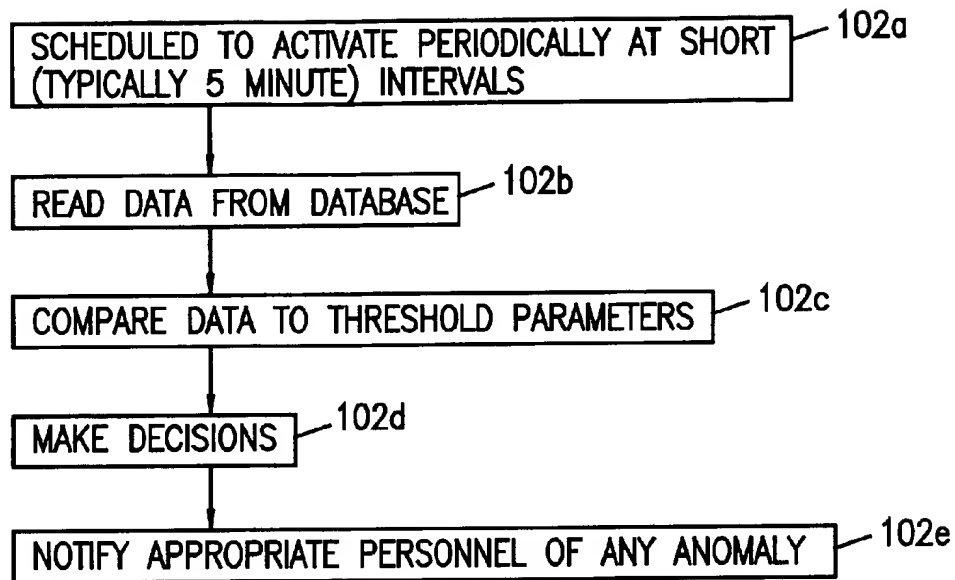 SCHEDULED TO ACTIVATE PERIODICALLY AT SHORT
(TYPICALLY 5 MINUTE) INTERVALS
102a
READ DATA FROM DATABASE
102b
COMPARE DATA TO THRESHOLD PARAMETERS
102c
MAKE DECISIONS
102d
NOTIFY APPROPRIATE PERSONNEL OF ANY ANOMALY
102e